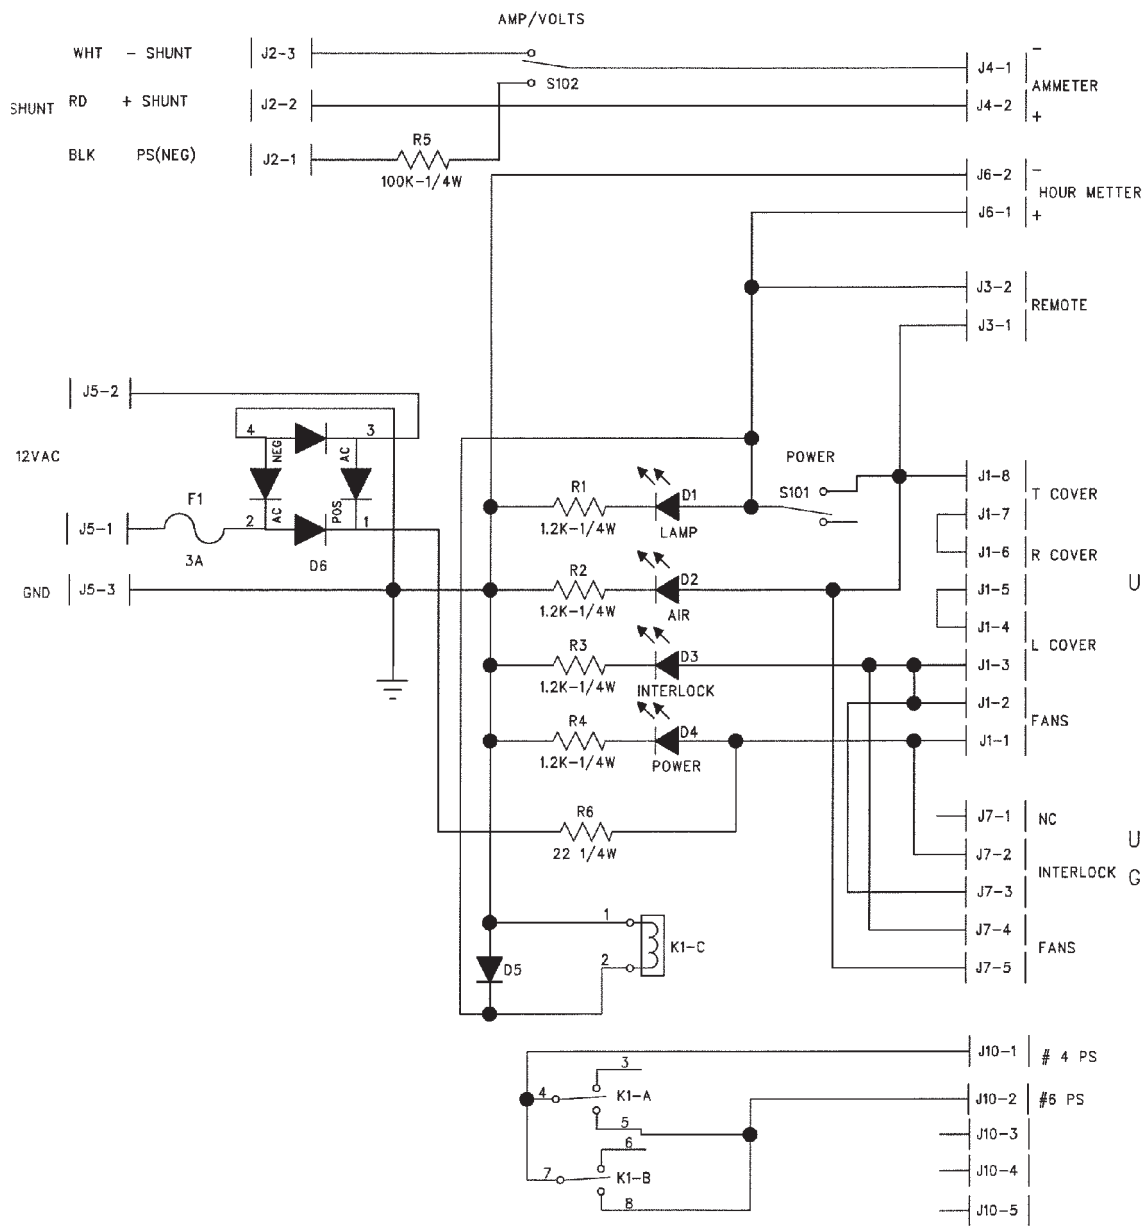 AMP/VOLTS
WHT - SHUNT J2-3
J4-1 -
S102
AMMETER
SHUNT RD + SHUNT J2-2
J4-2 +
BLK PS(NEG) J2-1
R5
100K-1/4W
J6-2 -
HOUR METTER
J6-1 +
J3-2
REMOTE
J3-1
J5-2
4 3
NEG AC
12VAC
POWER
F1
J5-1
3A
2 AC POS 1
D6
R1
1.2K-1/4W
D1
LAMP
S101
J1-8
T COVER
J1-7
J1-6 R COVER
GND J5-3
R2
1.2K-1/4W
D2
AIR
J1-5
U
J1-4
L COVER
R3
1.2K-1/4W
D3
INTERLOCK
J1-3
J1-2
FANS
R4
1.2K-1/4W
D4
POWER
J1-1
R6
22 1/4W
J7-1 NC
J7-2
U
INTERLOCK
G
J7-3
1
K1-C
2
D5
J7-4
FANS
J7-5
J10-1 # 4 PS
3
4 K1-A
5
J10-2 #6 PS
J10-3
6
7 K1-B
8
J10-4
J10-5